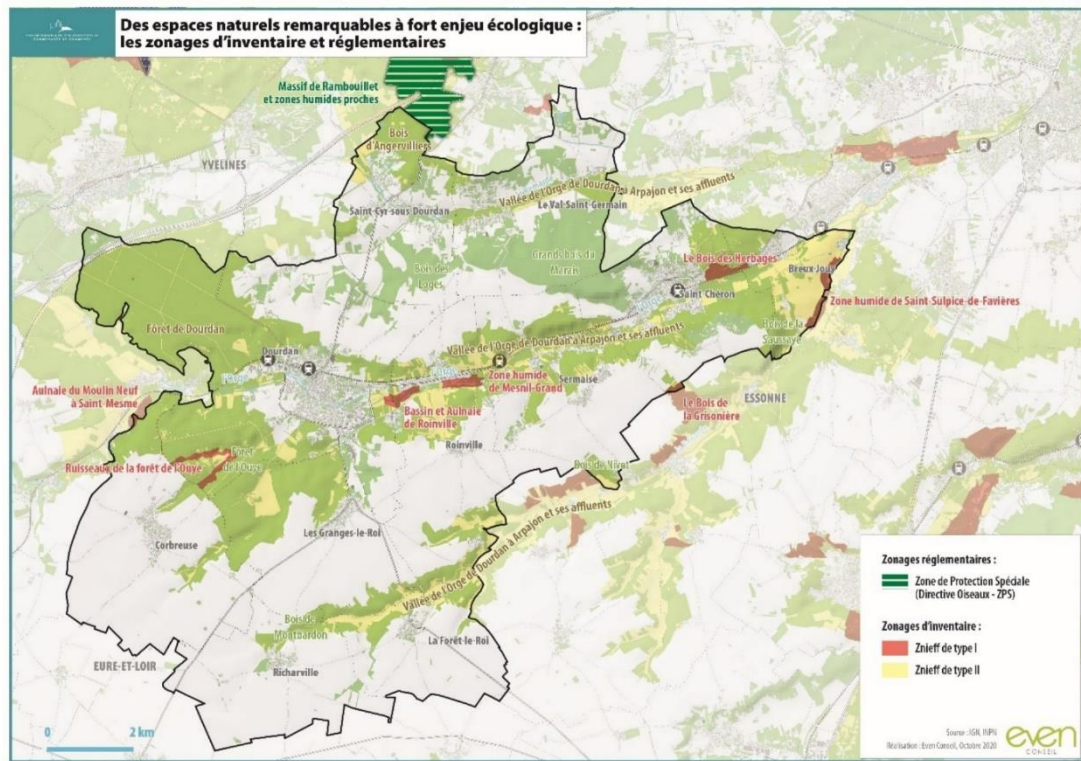 Des espaces naturels remarquables à fort enjeu écologique :
les zonages d'inventaire et réglementaires
Massif de Rambouillet
et zones humides proches
Bois
d'Angervilliers
YVELINES
Saint-Cyr-sous-Dourdan
Vallée de l'Orge de Dourdan à Arpajon et ses affluents
Le Val-Saint-Germain
Grands bois du
Marais
Bois des
Loges
Le Bois des Herbages
Breux-Jouy
Saint-Chéron
Zone humide de Saint-Sulpice-de-Favières
Forêt de Dourdan
Vallée de l'Orge de Dourdan à Arpajon et ses affluents
Bois de la
Dourdan
l'Orge
Zone humide
de Mesnil-Grand
Sermaise
Aulnaie du Moulin Neuf
à Saint-Mesme
Bassin et Aulnaie
de Roinville
Le Bois de
la Grisonière
ESSONNE
Roinville
Ruisseaux de la forêt de l'Ouye
Forêt
de l'Ouye
Bois de Nivot
Les Granges-le-Roi
Corbreuse
Vallée de l'Orge de Dourdan à Arpajon et ses affluents
Bois de
Montbardon
La Forêt-le-Roi
EURE-ET-LOIR
Richarville
Zonages réglementaires :
Zone de Protection Spéciale
(Directive Oiseaux - ZPS)
Zonages d'inventaire :
Znieff de type I
Znieff de type II
0 2 km
Source : IGN, INPN
Réalisation : Even Conseil, Octobre 2020
even
CONSEIL